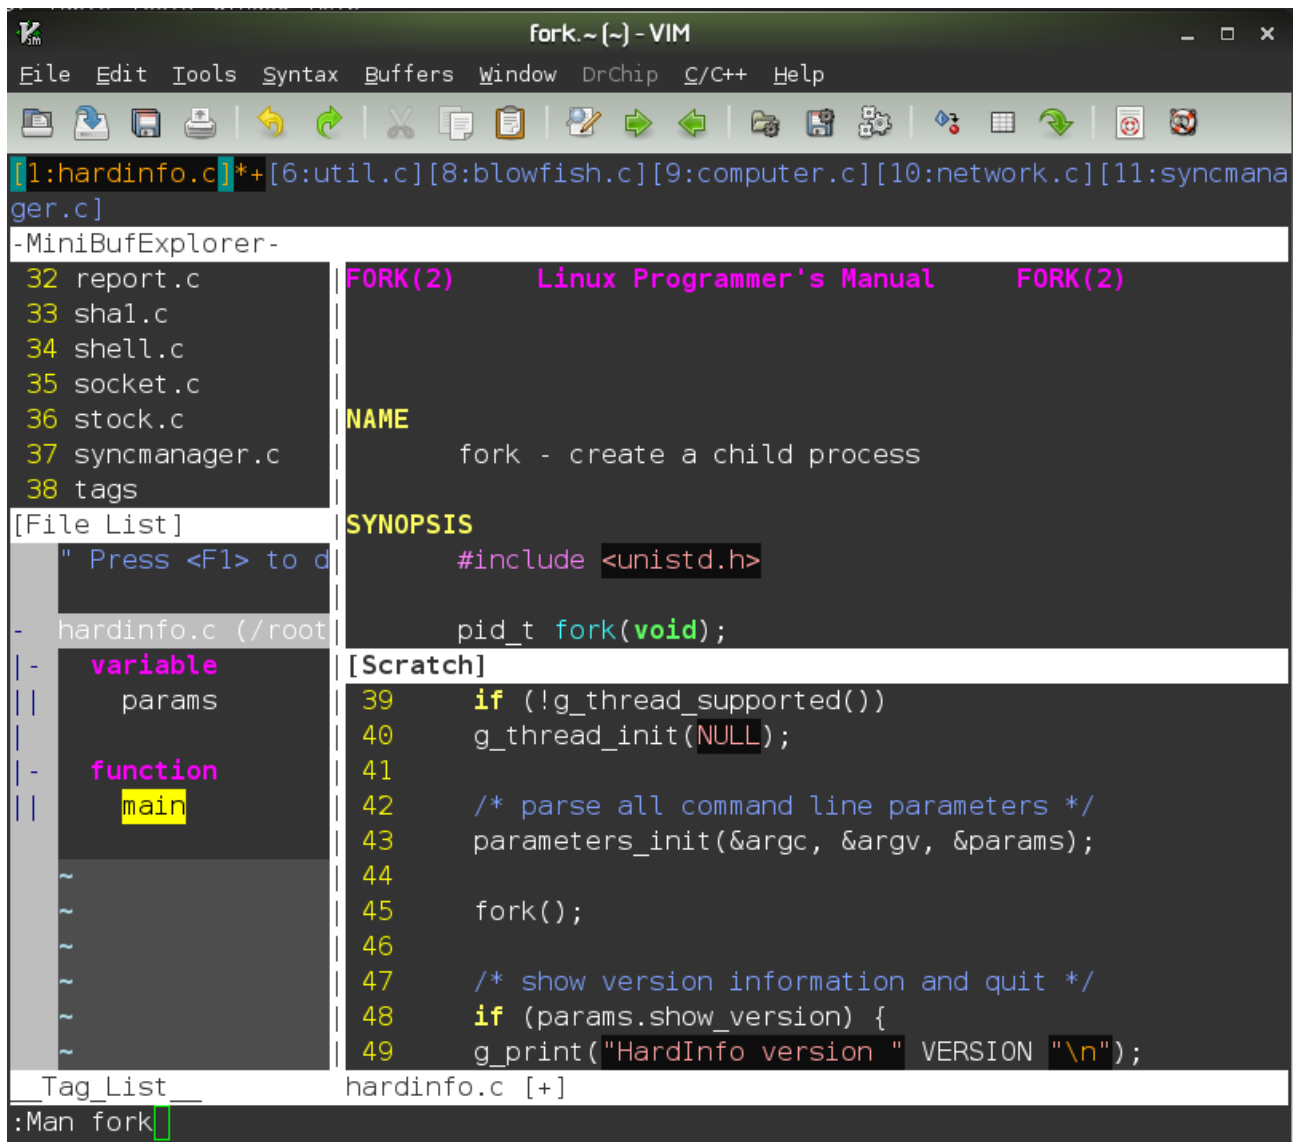 fork.~ (~) - VIM
File Edit Tools Syntax Buffers Window DrChip C/C++ Help
[1:hardinfo.c]*+[6:util.c][8:blowfish.c][9:computer.c][10:network.c][11:syncmana
ger.c]
-MiniBufExplorer-
32 report.c
33 sha1.c
34 shell.c
35 socket.c
36 stock.c
37 syncmanager.c
38 tags
[File List]
" Press <F1> to d
- hardinfo.c (/root
|- variable
|| params
|
|- function
|| main
~
~
~
~
~
~
__Tag_List__
FORK(2) Linux Programmer's Manual FORK(2)
NAME
fork - create a child process
SYNOPSIS
#include <unistd.h>
pid_t fork(void);
[Scratch]
39 if (!g_thread_supported())
40 g_thread_init(NULL);
41
42 /* parse all command line parameters */
43 parameters_init(&argc, &argv, &params);
44
45 fork();
46
47 /* show version information and quit */
48 if (params.show_version) {
49 g_print("HardInfo version " VERSION "\n");
hardinfo.c [+]
:Man fork